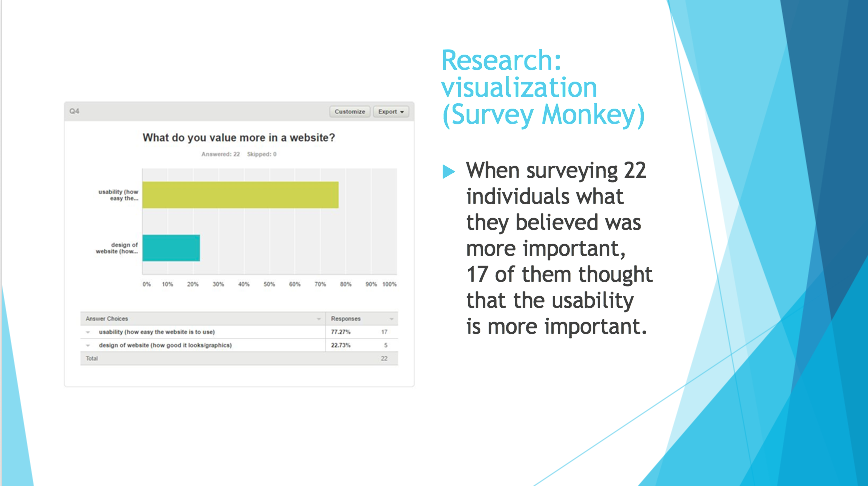 Research:
visualization
(Survey Monkey)
Q4
Customize Export
What do you value more in a website?
Answered: 22 Skipped: 0
usability (how
easy the...
design of
website (how...
0% 10% 20% 30% 40% 50% 60% 70% 80% 90% 100%
Answer Choices Responses
usability (how easy the website is to use) 77.27% 17
design of website (how good it looks/graphics) 22.73% 5
Total 22
When surveying 22
individuals what
they believed was
more important,
17 of them thought
that the usability
is more important.